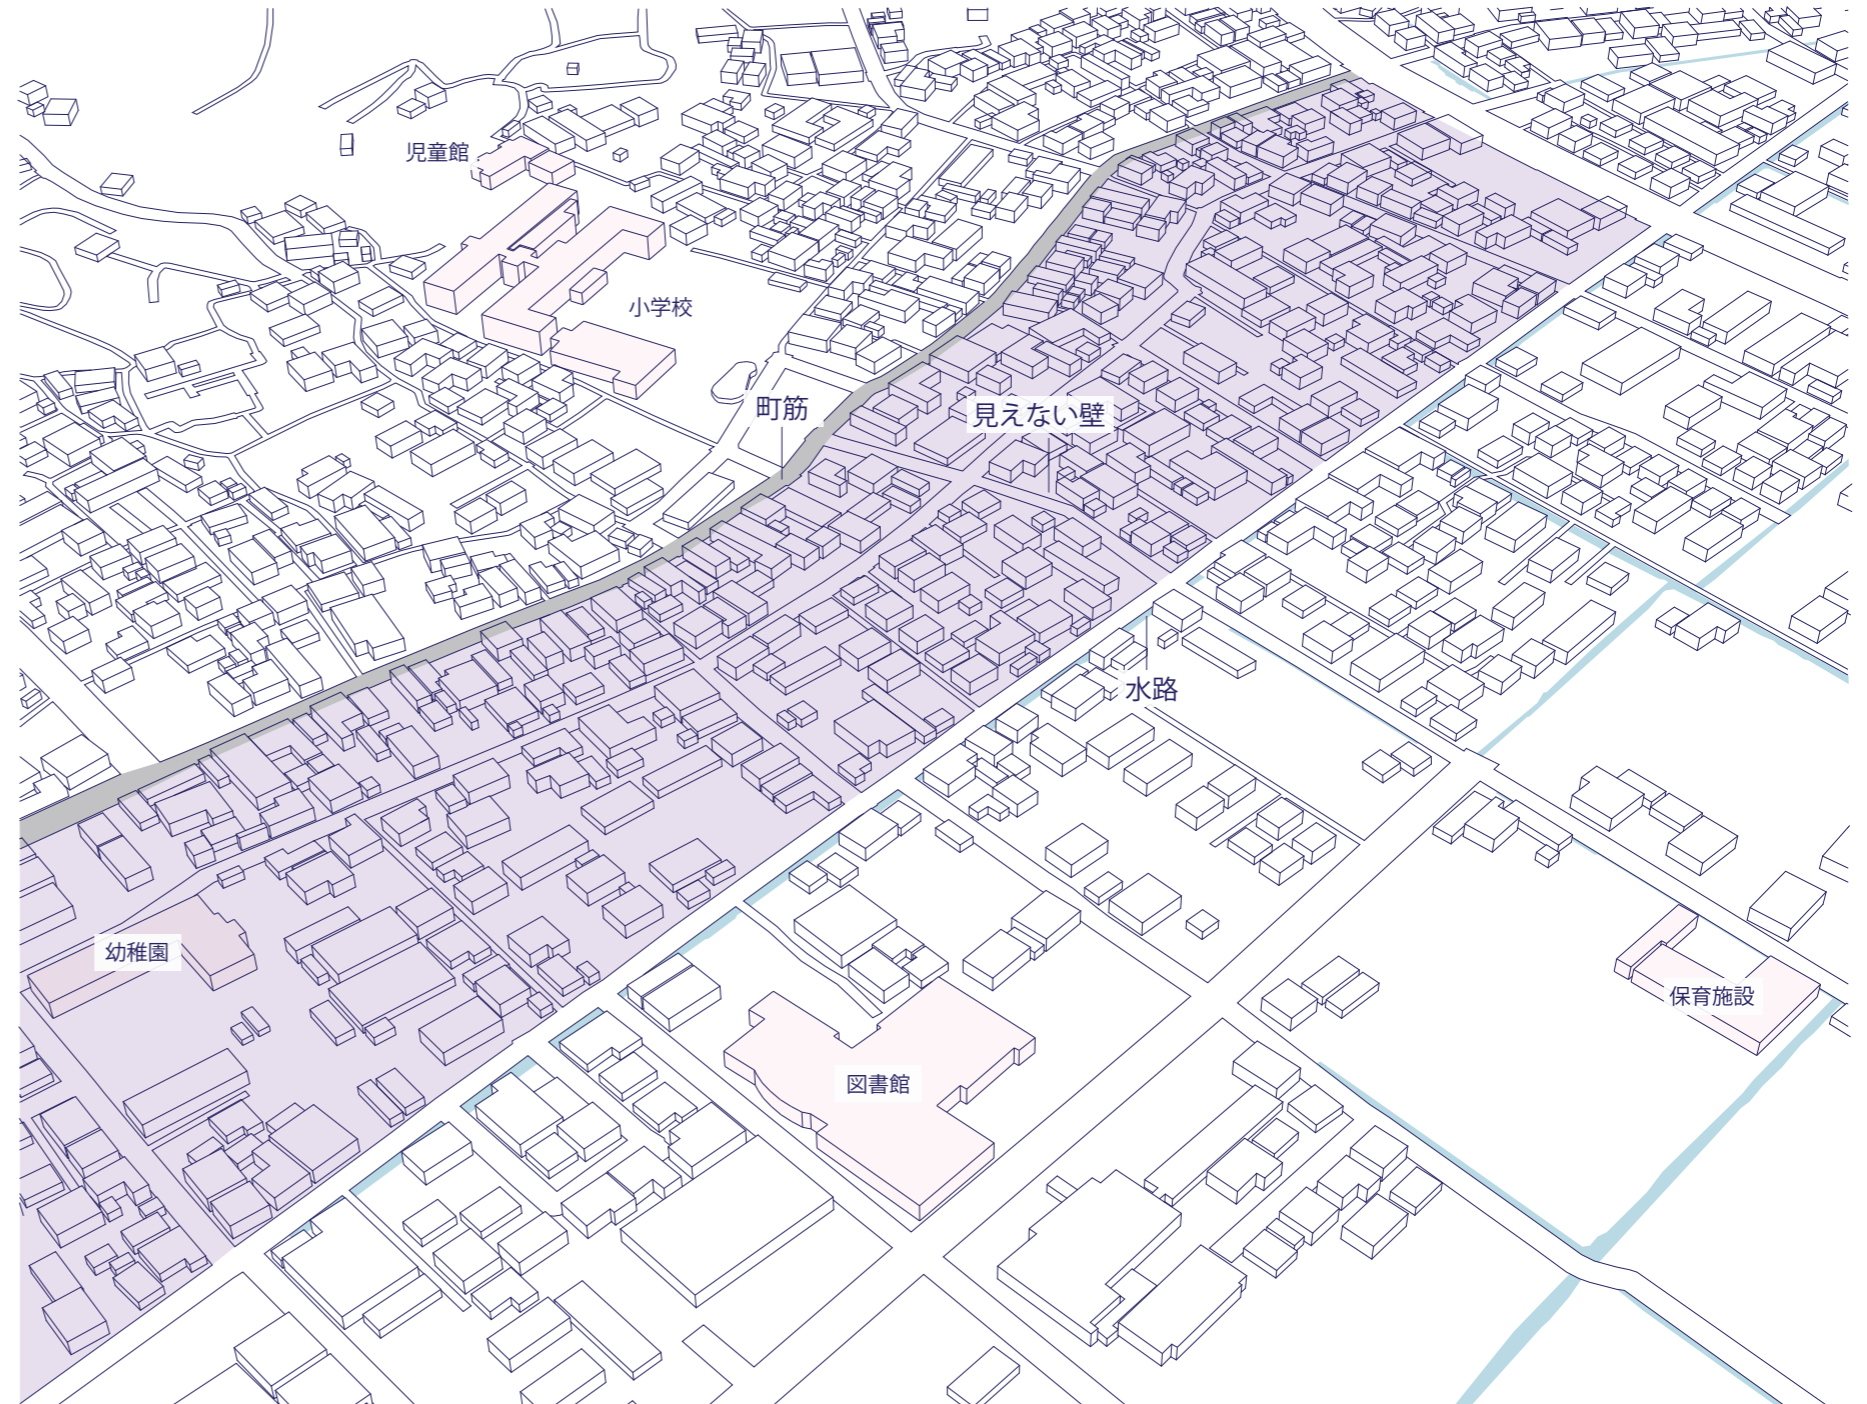 児童館
小学校
町筋
見えない壁
水路
幼稚園
保育施設
図書館